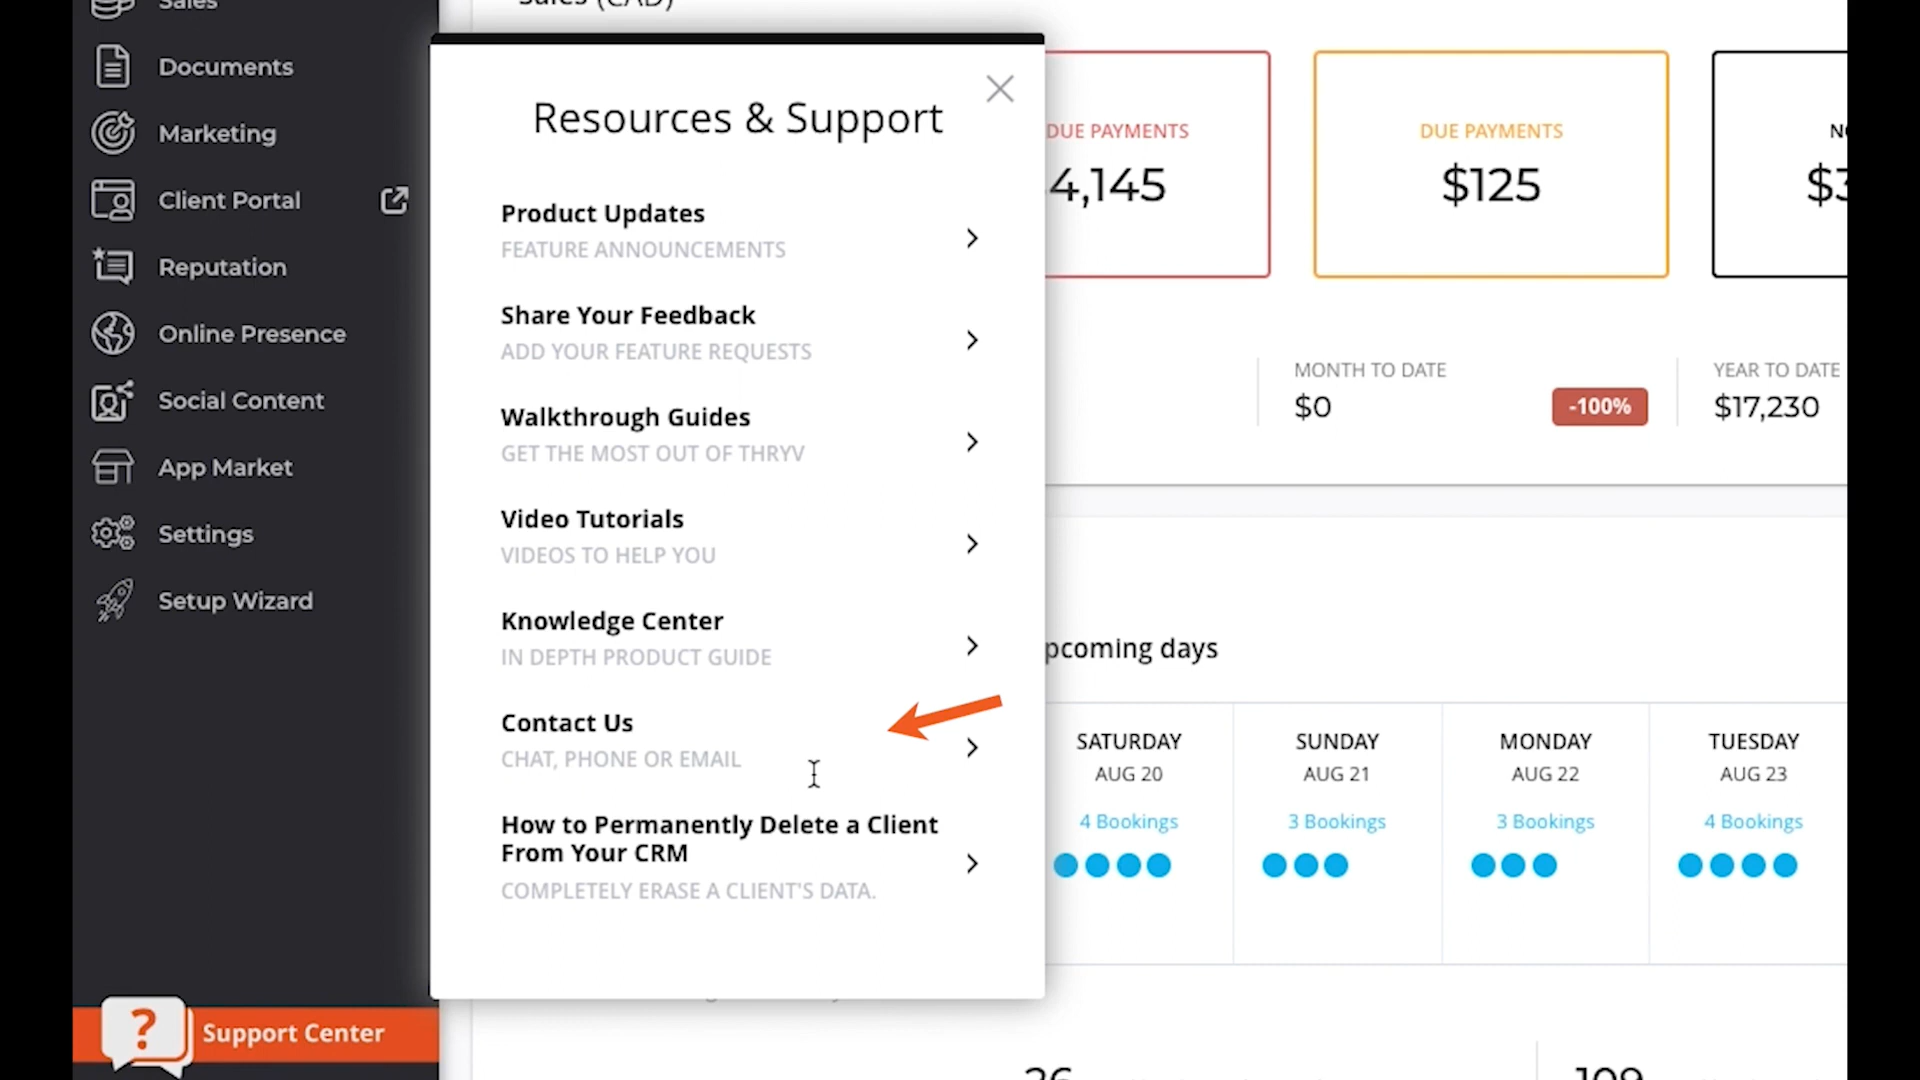 Sales
Documents
Marketing
Client Portal
Reputation
Online Presence
Social Content
App Market
Settings
Setup Wizard
? Support Center
Resources & Support
Product Updates
FEATURE ANNOUNCEMENTS
Share Your Feedback
ADD YOUR FEATURE REQUESTS
Walkthrough Guides
GET THE MOST OUT OF THRYV
Video Tutorials
VIDEOS TO HELP YOU
Knowledge Center
IN DEPTH PRODUCT GUIDE
Contact Us
CHAT, PHONE OR EMAIL
How to Permanently Delete a Client
From Your CRM
COMPLETELY ERASE A CLIENT'S DATA.
Sales (CAD)
DUE PAYMENTS
4,145
DUE PAYMENTS
$125
MONTH TO DATE
$0
-100%
YEAR TO DATE
$17,230
pcoming days
SATURDAY
AUG 20
4 Bookings
SUNDAY
AUG 21
3 Bookings
MONDAY
AUG 22
3 Bookings
TUESDAY
AUG 23
4 Bookings